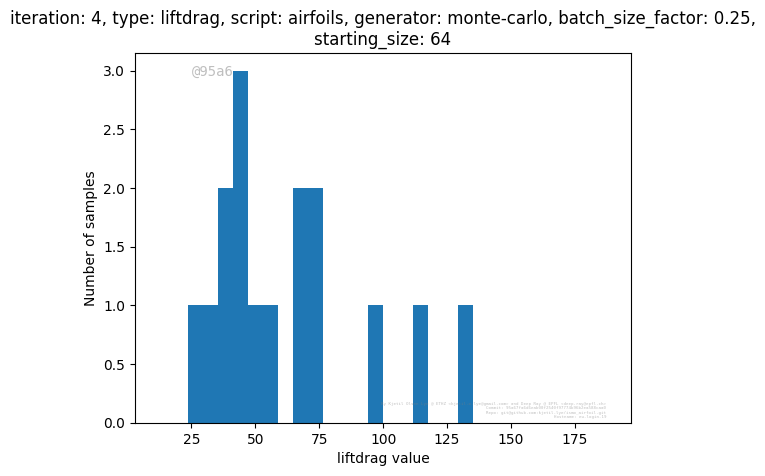 iteration: 4, type: liftdrag, script: airfoils, generator: monte-carlo, batch_size_factor: 0.25,
starting_size: 64
@95a6
3.0
2.5
2.0
1.5
1.0
0.5
0.0
Number of samples
25 50 75 100 125 150 175
liftdrag value